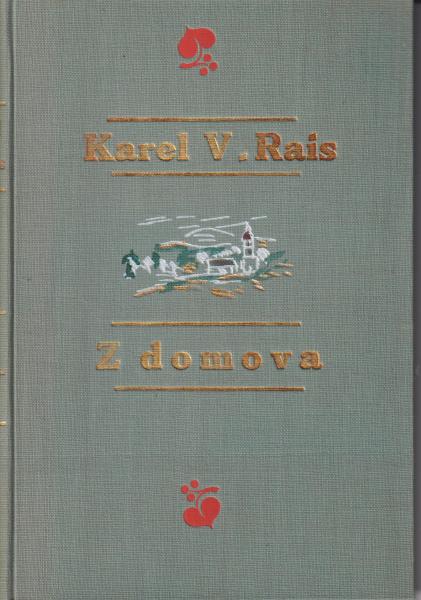 Karel V. Rais
Z domova